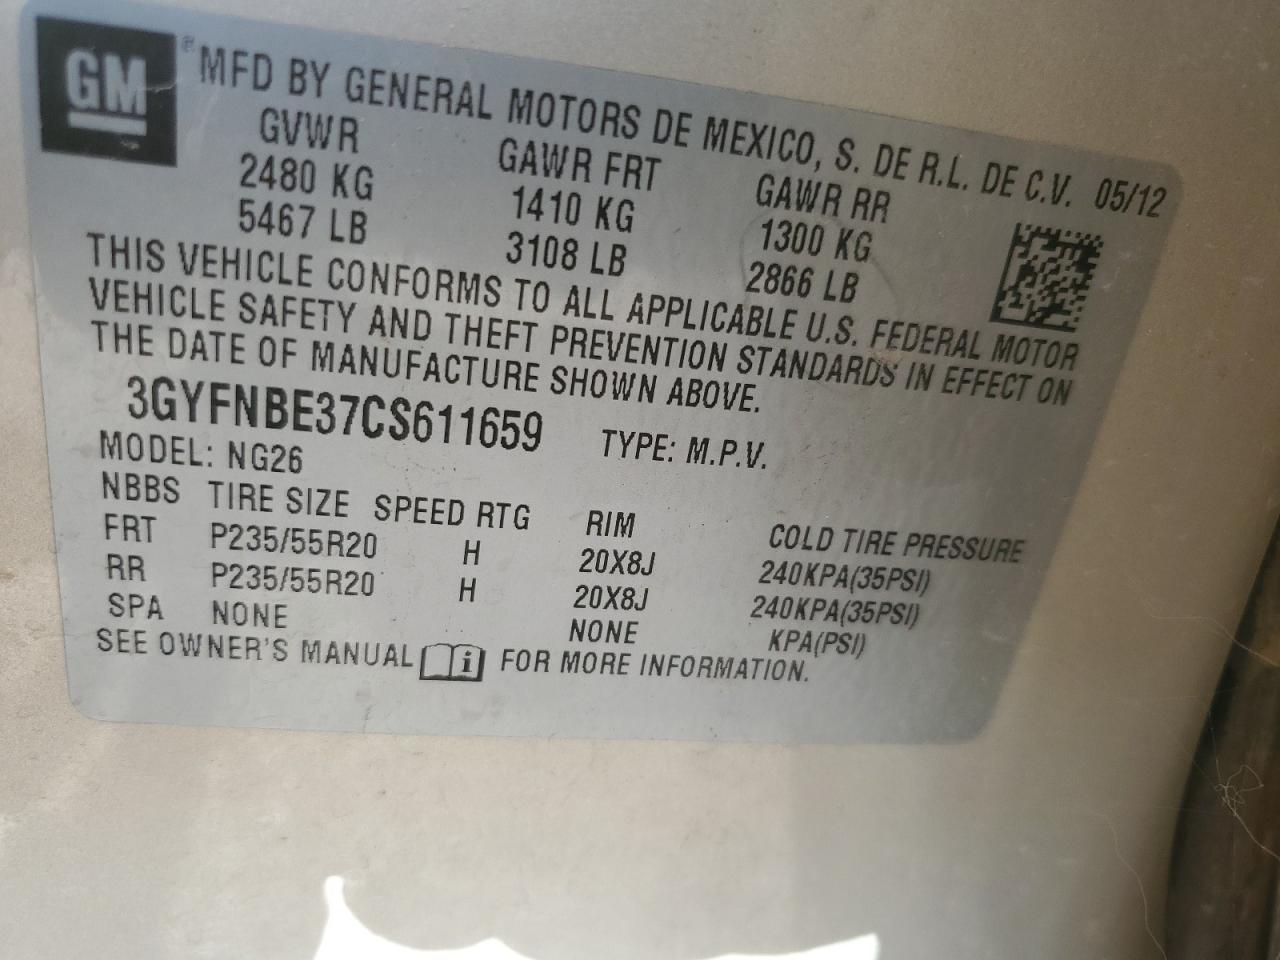 GM ® MFD BY GENERAL MOTORS DE MEXICO, S. DE R.L. DE C.V. 05/12
GVWR GAWR FRT GAWR RR
2480 KG 1410 KG 1300 KG
5467 LB 3108 LB 2866 LB
THIS VEHICLE CONFORMS TO ALL APPLICABLE U.S. FEDERAL MOTOR
VEHICLE SAFETY AND THEFT PREVENTION STANDARDS IN EFFECT ON
THE DATE OF MANUFACTURE SHOWN ABOVE.
3GYFNBE37CS611659 TYPE: M.P.V.
MODEL: NG26
NBBS TIRE SIZE SPEED RTG RIM COLD TIRE PRESSURE
FRT P235/55R20 H 20X8J 240KPA(35PSI)
RR P235/55R20 H 20X8J 240KPA(35PSI)
SPA NONE NONE KPA(PSI)
SEE OWNER'S MANUAL i FOR MORE INFORMATION.